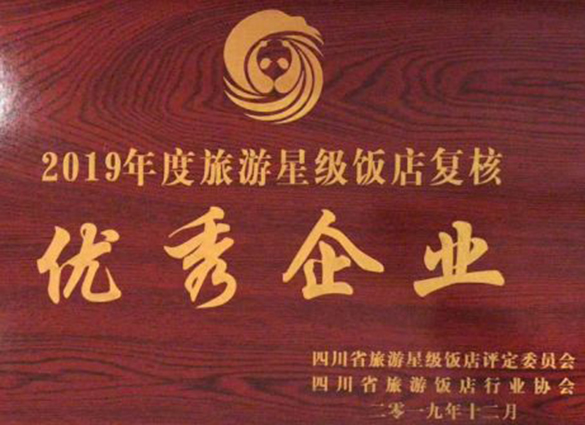 2019年度旅游星级饭店复核
优秀企业
四川省旅游星级饭店评定委员会
四川省旅游饭店行业协会
二零一九年十二月